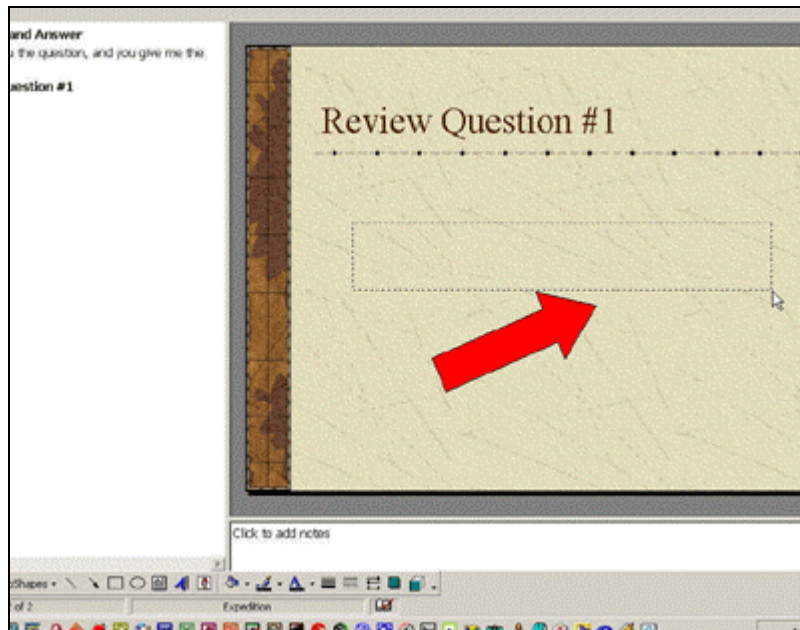 and Answer
the question, and you give me the
uestion #1
Review Question #1
Click to add notes
Shapes
of 2
Expedition